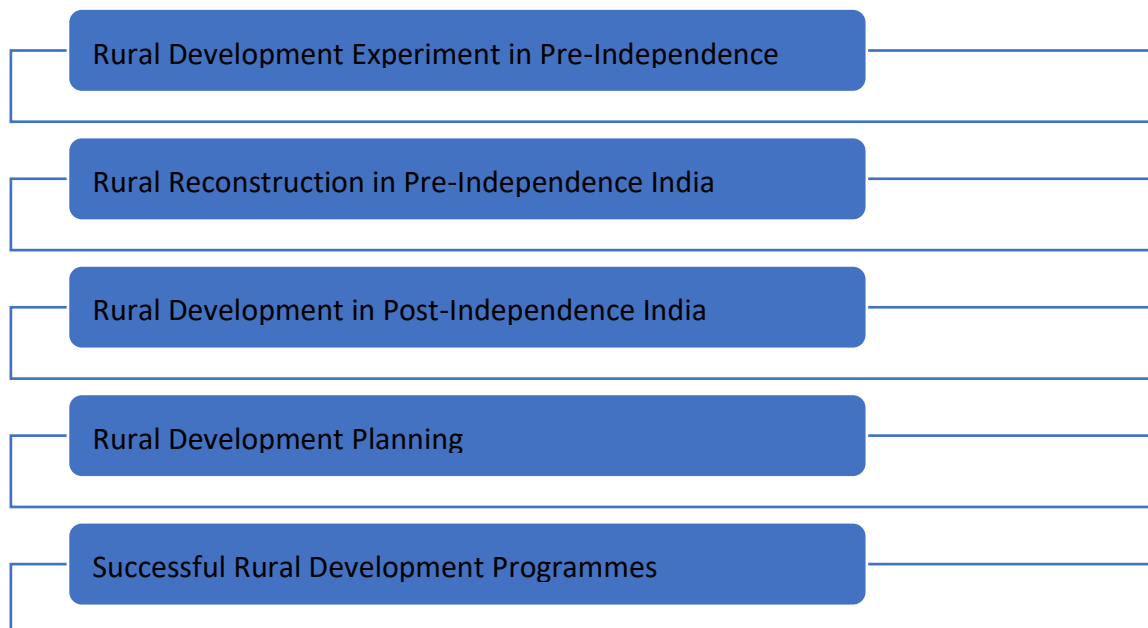 Rural Development Experiment in Pre-Independence
Rural Reconstruction in Pre-Independence India
Rural Development in Post-Independence India
Rural Development Planning
Successful Rural Development Programmes